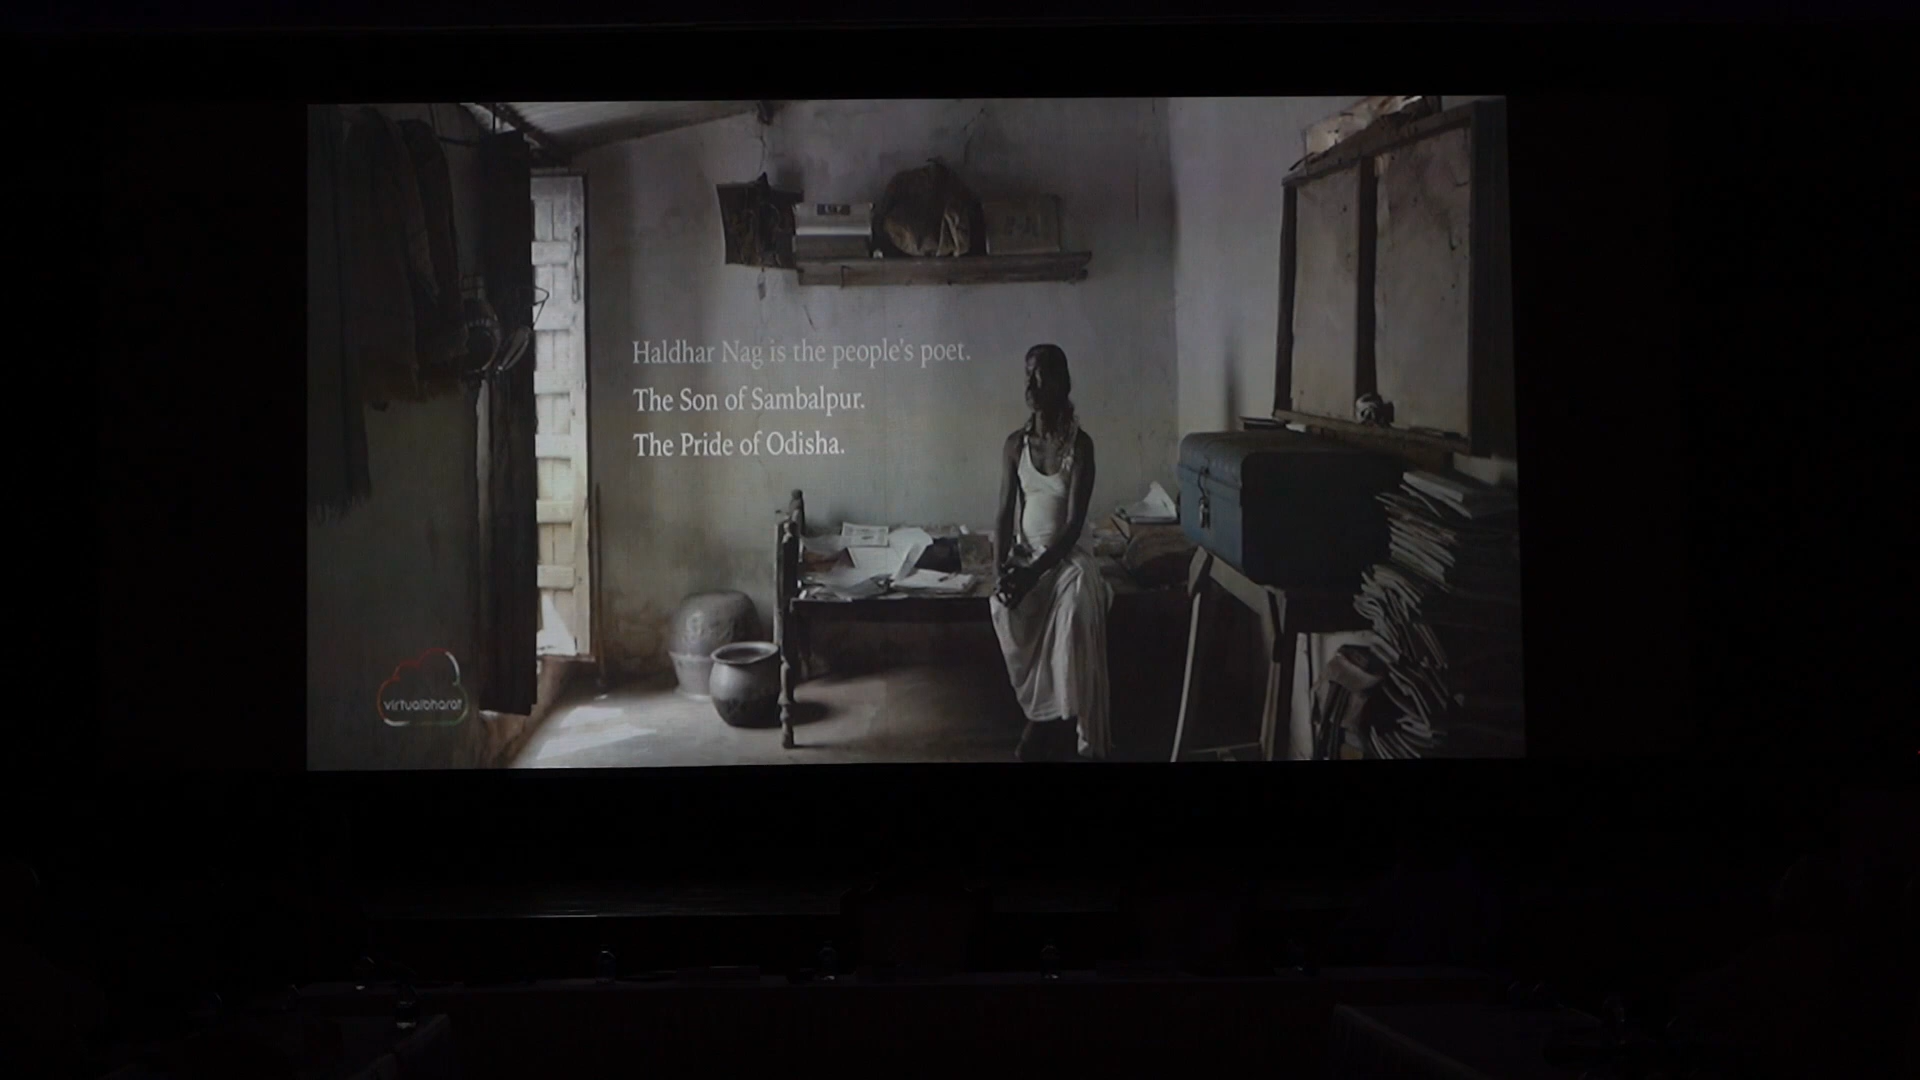 Haldhar Nag is the people's poet.
The Son of Sambalpur.
The Pride of Odisha.
virtualbharat